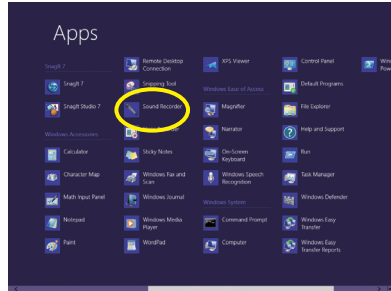 Apps
SnagIt 7
SnagIt 7
SnagIt Studio 7
Windows Accessories
Calculator
Character Map
Math Input Panel
Notepad
Paint
Remote Desktop
Connection
Snipping Tool
Sound Recorder
Sticky Notes
Windows Fax and
Scan
Windows Journal
Windows Media
Player
WordPad
XPS Viewer
Windows Ease of Access
Magnifier
Narrator
On-Screen
Keyboard
Windows Speech
Recognition
Windows System
Command Prompt
Computer
Control Panel
Default Programs
File Explorer
Help and Support
Run
Task Manager
Windows Defender
Windows Easy
Transfer
Windows Easy
Transfer Reports